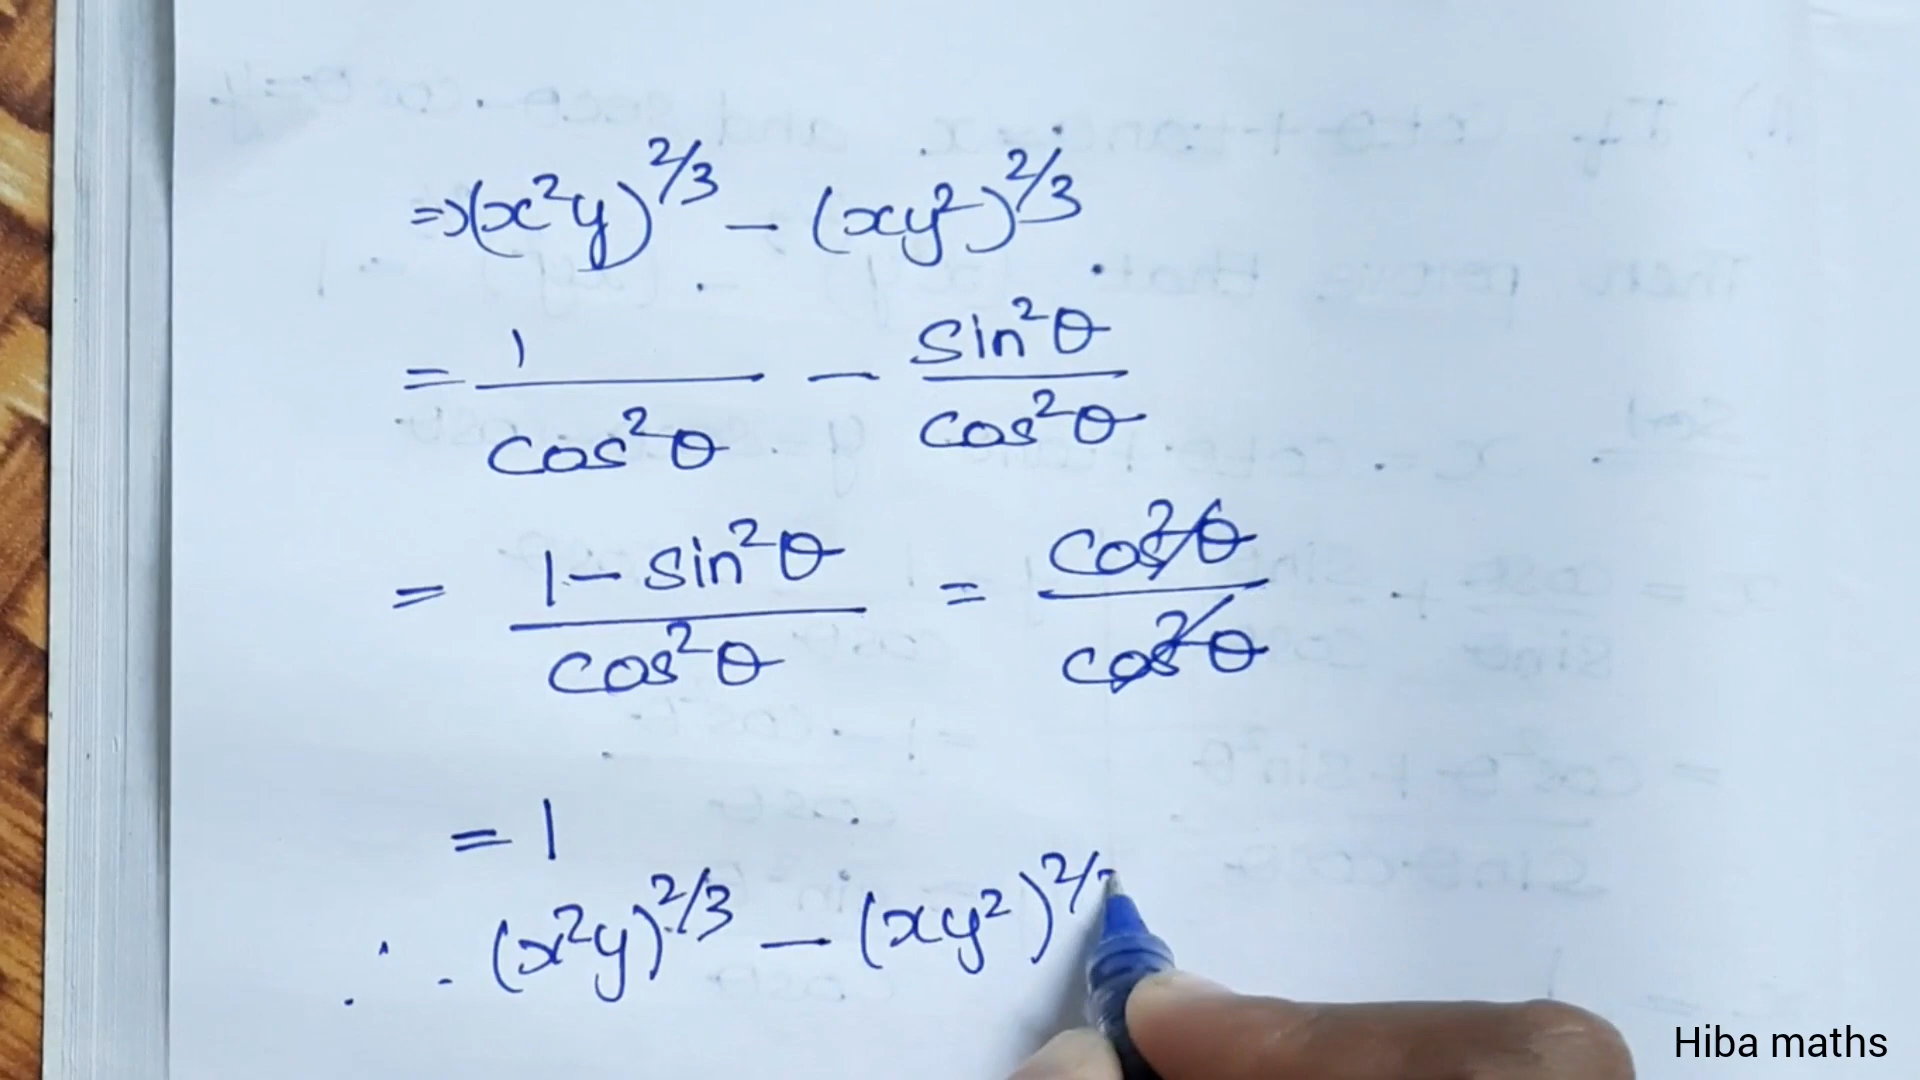 ⇒(x²y)^2/3 – (xy²)^2/3
= 1/cos²θ – sin²θ/cos²θ
= 1–sin²θ/cos²θ = cos²θ/cos²θ
= 1
∴ (x²y)^2/3 – (xy²)^2/
Hiba maths